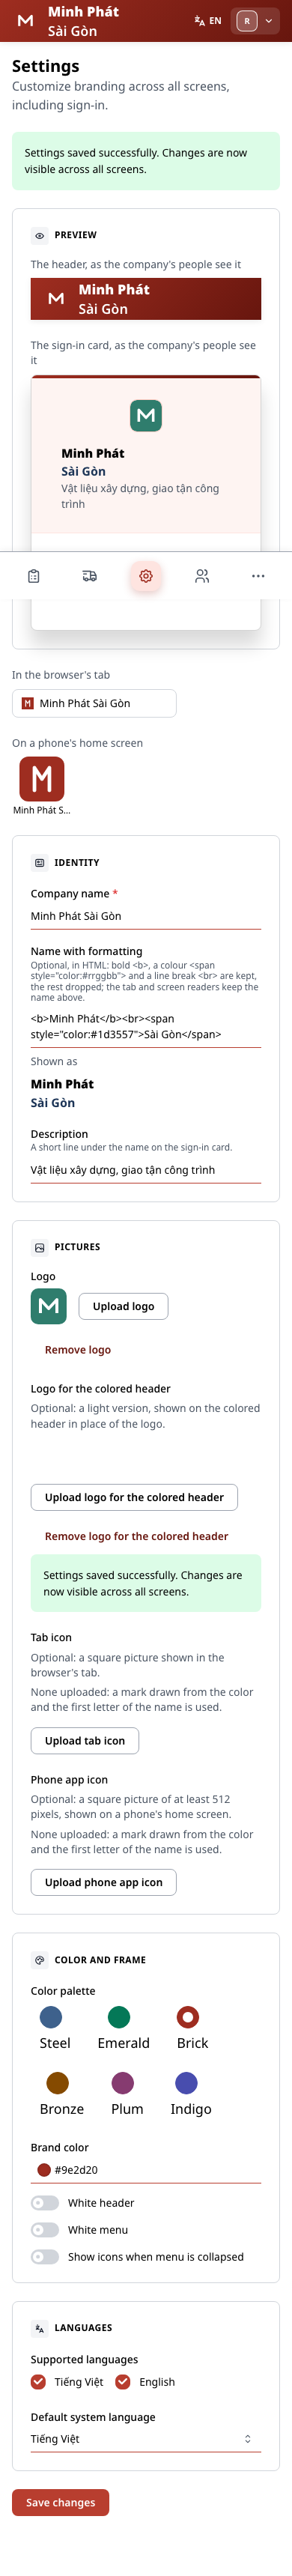 Minh Phát
Sài Gòn
EN
R
Settings
Customize branding across all screens,
including sign-in.
Settings saved successfully. Changes are now
visible across all screens.
PREVIEW
The header, as the company's people see it
Minh Phát
Sài Gòn
The sign-in card, as the company's people see
it
Minh Phát
Sài Gòn
Vật liệu xây dựng, giao tận công
trình
In the browser's tab
Minh Phát Sài Gòn
On a phone's home screen
M
Minh Phát S...
IDENTITY
Company name *
Minh Phát Sài Gòn
Name with formatting
Optional, in HTML: bold <b>, a colour <span
style="color:#rrggbb"> and a line break <br> are kept,
the rest dropped; the tab and screen readers keep the
name above.
<b>Minh Phát</b><br><span
style="color:#1d3557">Sài Gòn</span>
Shown as
Minh Phát
Sài Gòn
Description
A short line under the name on the sign-in card.
Vật liệu xây dựng, giao tận công trình
PICTURES
Logo
Upload logo
Remove logo
Logo for the colored header
Optional: a light version, shown on the colored
header in place of the logo.
Upload logo for the colored header
Remove logo for the colored header
Settings saved successfully. Changes are
now visible across all screens.
Tab icon
Optional: a square picture shown in the
browser's tab.
None uploaded: a mark drawn from the color
and the first letter of the name is used.
Upload tab icon
Phone app icon
Optional: a square picture of at least 512
pixels, shown on a phone's home screen.
None uploaded: a mark drawn from the color
and the first letter of the name is used.
Upload phone app icon
COLOR AND FRAME
Color palette
Steel
Emerald
Brick
Bronze
Plum
Indigo
Brand color
#9e2d20
White header
White menu
Show icons when menu is collapsed
LANGUAGES
Supported languages
Tiếng Việt
English
Default system language
Tiếng Việt
Save changes